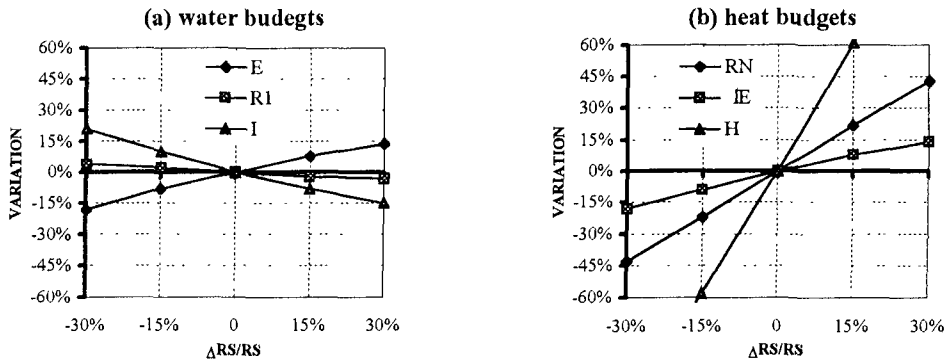 (a) water budegts
60%
45%
30%
15%
0%
-15%
-30%
-45%
-60%
VARIATION
E
R1
I
-30% -15% 0 15% 30%
ΔRS/RS
(b) heat budgets
60%
45%
30%
15%
0%
-15%
-30%
-45%
-60%
VARIATION
RN
lE
H
-30% -15% 0 15% 30%
ΔRS/RS